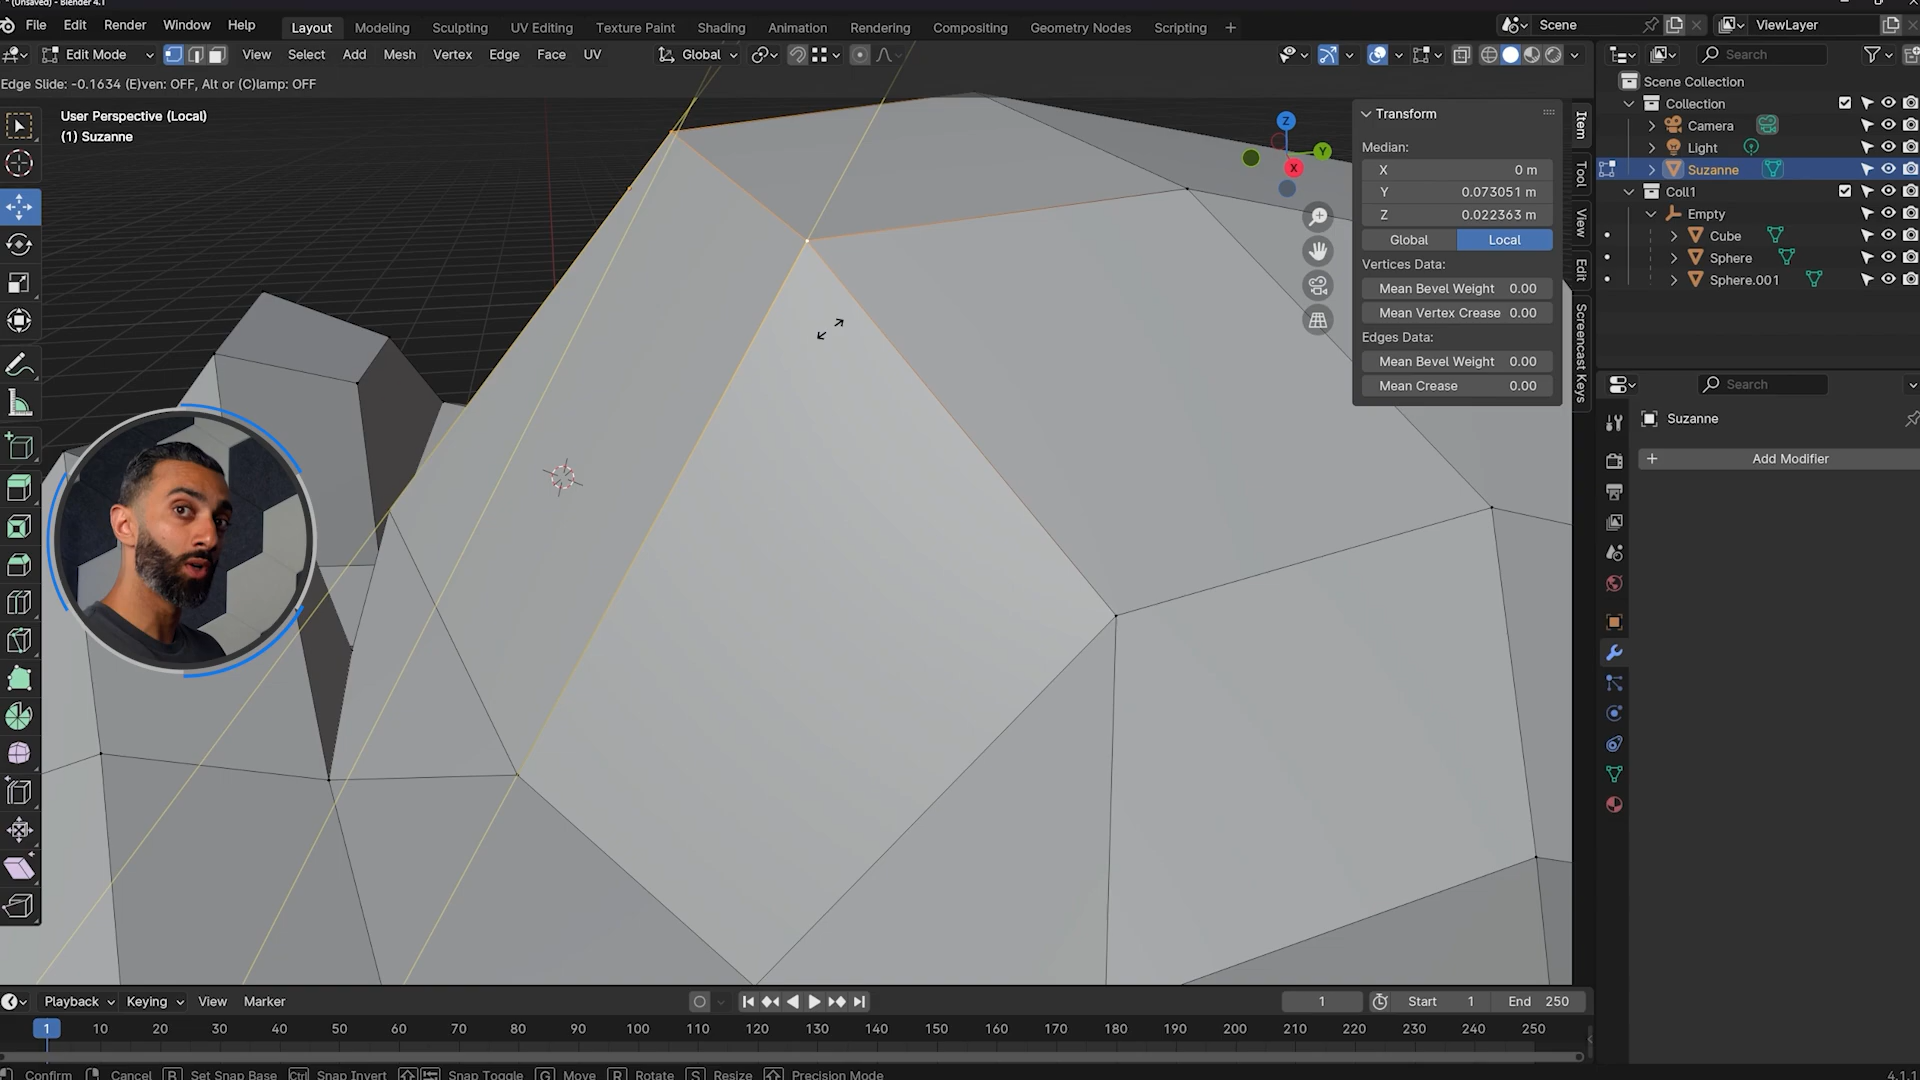 * (Unsaved) - Blender 4.1
File Edit Render Window Help Layout Modeling Sculpting UV Editing Texture Paint Shading Animation Rendering Compositing Geometry Nodes Scripting + Scene ViewLayer
Edit Mode View Select Add Mesh Vertex Edge Face UV Global Search
Edge Slide: -0.1634 (E)ven: OFF, Alt or (C)lamp: OFF
User Perspective (Local)
(1) Suzanne
Z
Y
X
Transform
Median:
X 0 m
Y 0.073051 m
Z 0.022363 m
Global Local
Vertices Data:
Mean Bevel Weight 0.00
Mean Vertex Crease 0.00
Edges Data:
Mean Bevel Weight 0.00
Mean Crease 0.00
Item
Tool
View
Edit
Screencast Keys
Scene Collection
Collection
Camera
Light
Suzanne
Coll1
Empty
Cube
Sphere
Sphere.001
Search
Suzanne
+ Add Modifier
Playback Keying View Marker 1 Start 1 End 250
1 10 20 30 40 50 60 70 80 90 100 110 120 130 140 150 160 170 180 190 200 210 220 230 240 250
Confirm Cancel R Set Snap Base Ctrl Snap Invert Snap Toggle G Move R Rotate S Resize Precision Mode 4.1.1